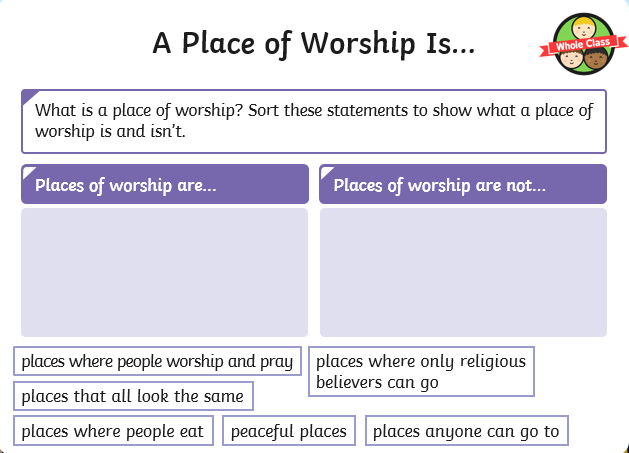 A Place of Worship Is...
Whole Class
What is a place of worship? Sort these statements to show what a place of
worship is and isn't.
Places of worship are...
Places of worship are not...
places where people worship and pray
places where only religious
believers can go
places that all look the same
places where people eat
peaceful places
places anyone can go to